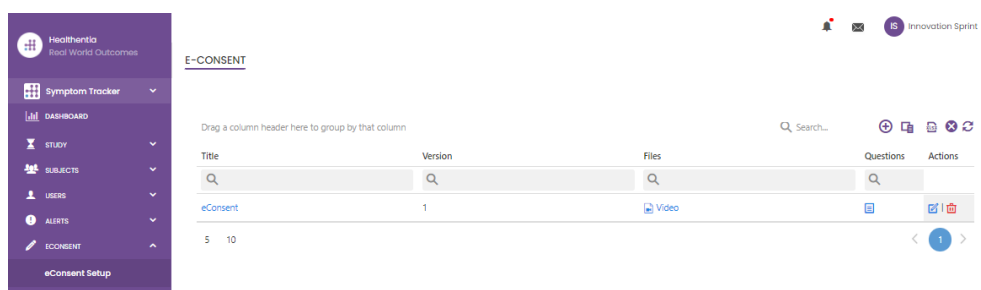 Healthentia
Real World Outcomes
IS Innovation Sprint
E-CONSENT
Symptom Tracker
DASHBOARD
STUDY
SUBJECTS
USERS
ALERTS
ECONSENT
eConsent Setup
Drag a column header here to group by that column
Search...
Title Version Files Questions Actions
eConsent 1 Video
5 10
1